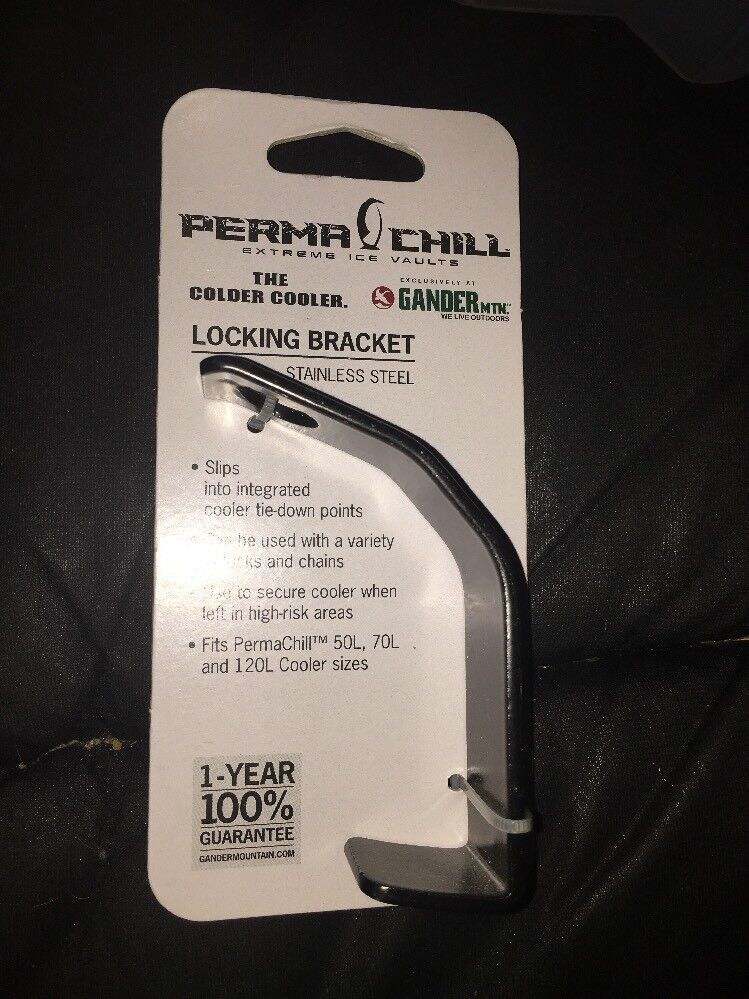 PERMA CHILL
EXTREME ICE VAULTS
THE
COLDER COOLER.
EXCLUSIVELY AT
GANDER MTN.
WE LIVE OUTDOORS
LOCKING BRACKET
STAINLESS STEEL
• Slips
into integrated
cooler tie-down points
be used with a variety
and chains
to secure cooler when
left in high-risk areas
• Fits PermaChill™ 50L, 70L
and 120L Cooler sizes
1-YEAR
100%
GUARANTEE
GANDERMOUNTAIN.COM